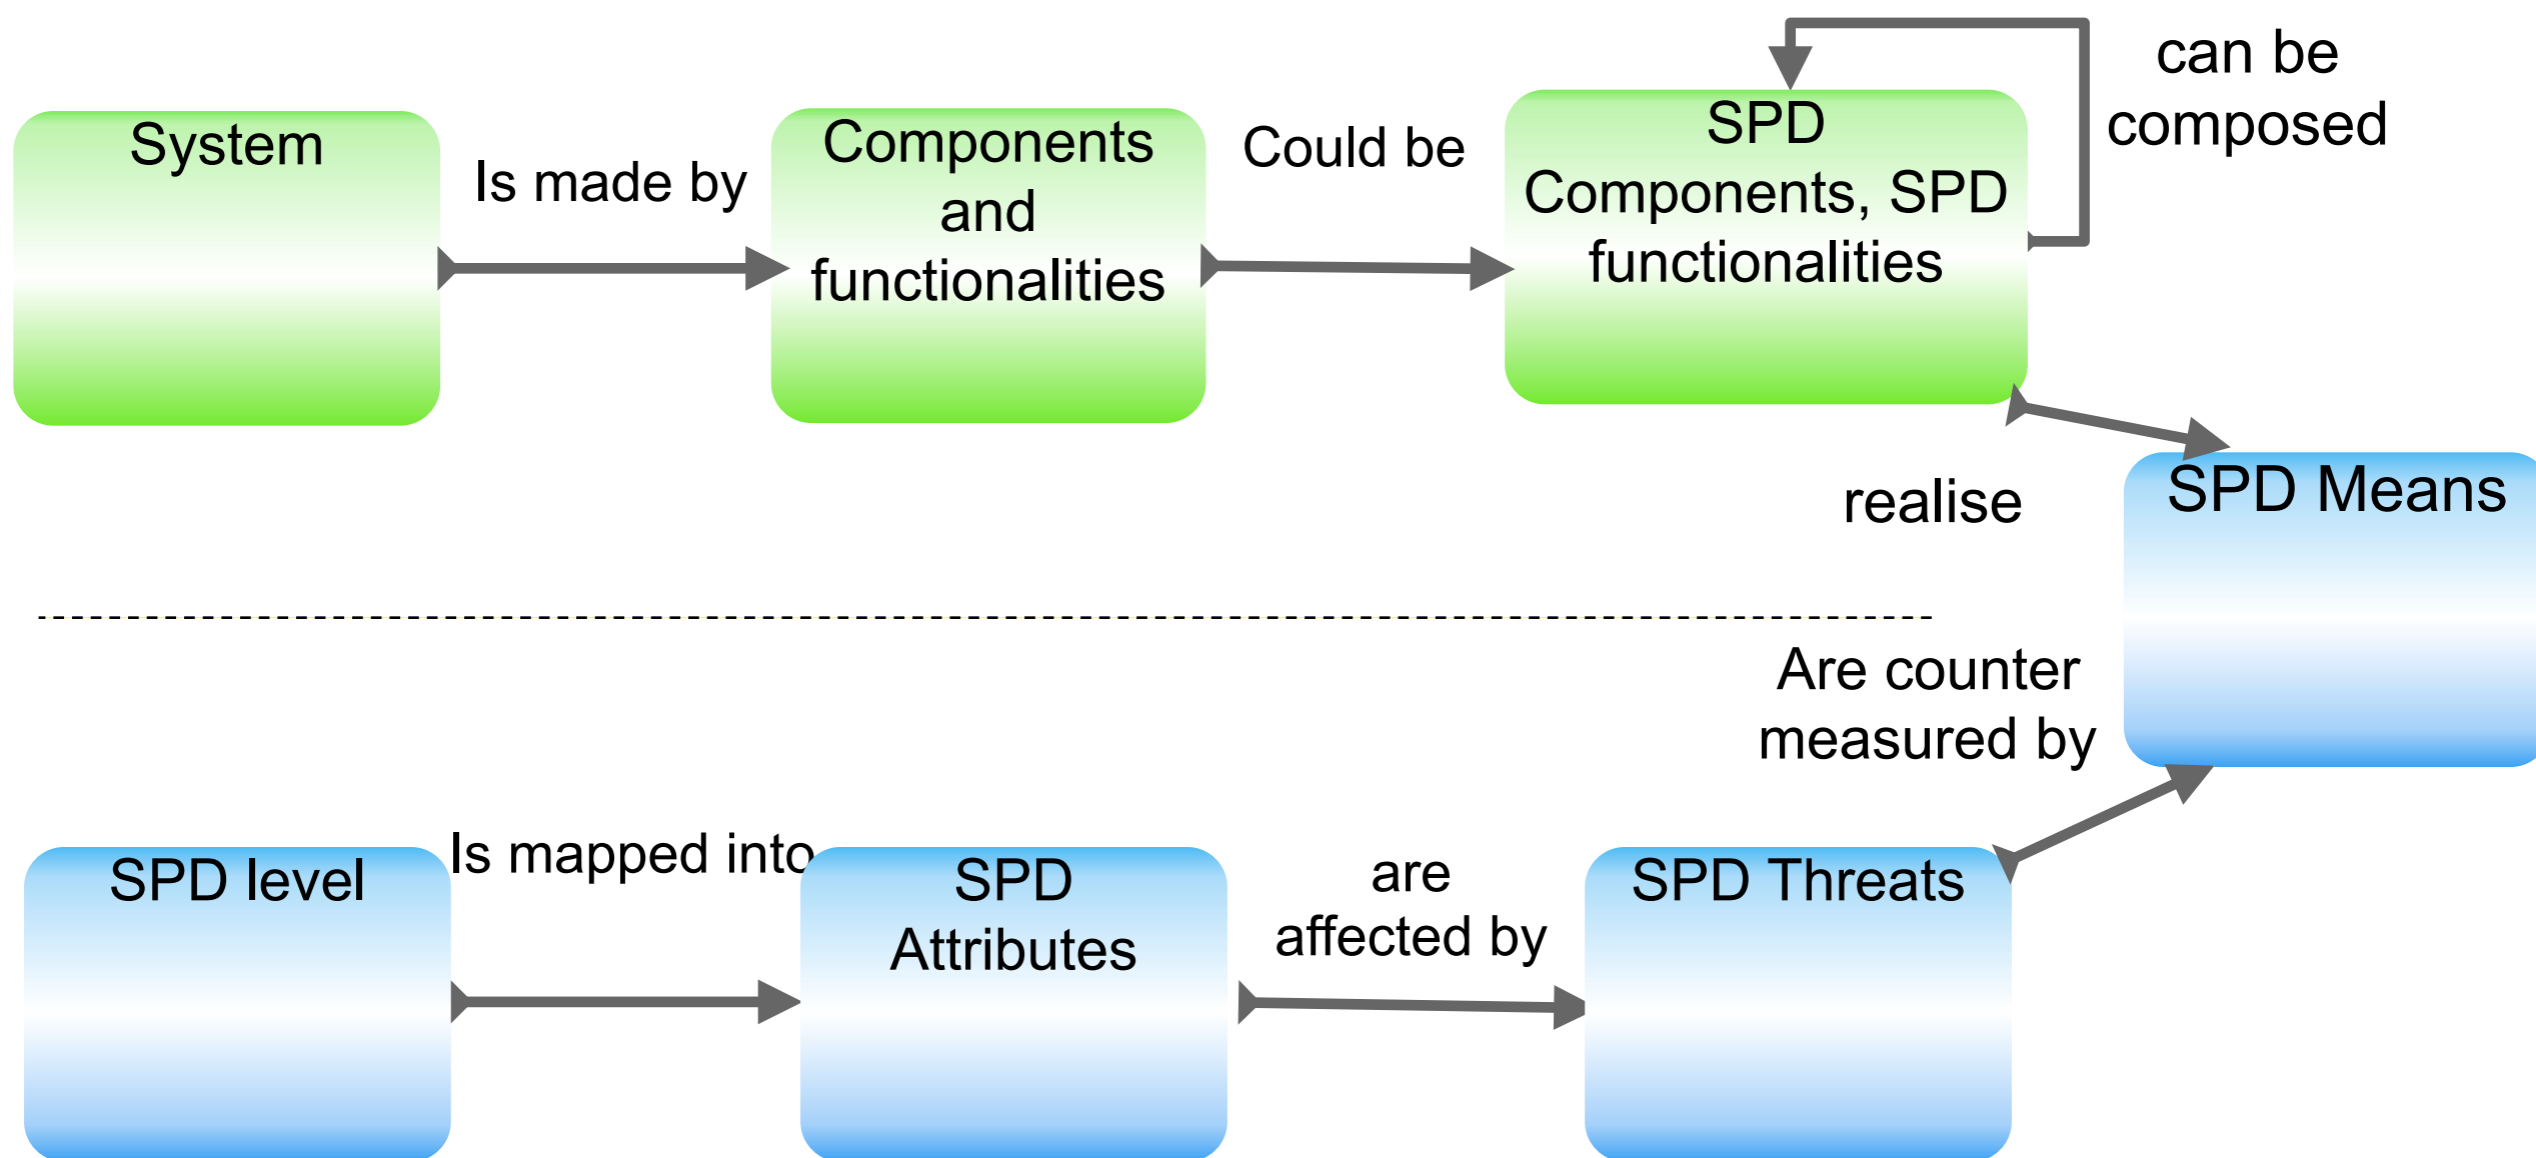 System
Is made by
Components
and
functionalities
Could be
SPD
Components, SPD
functionalities
can be
composed
realise
SPD Means
Are counter
measured by
SPD level
Is mapped into
SPD
Attributes
are
affected by
SPD Threats